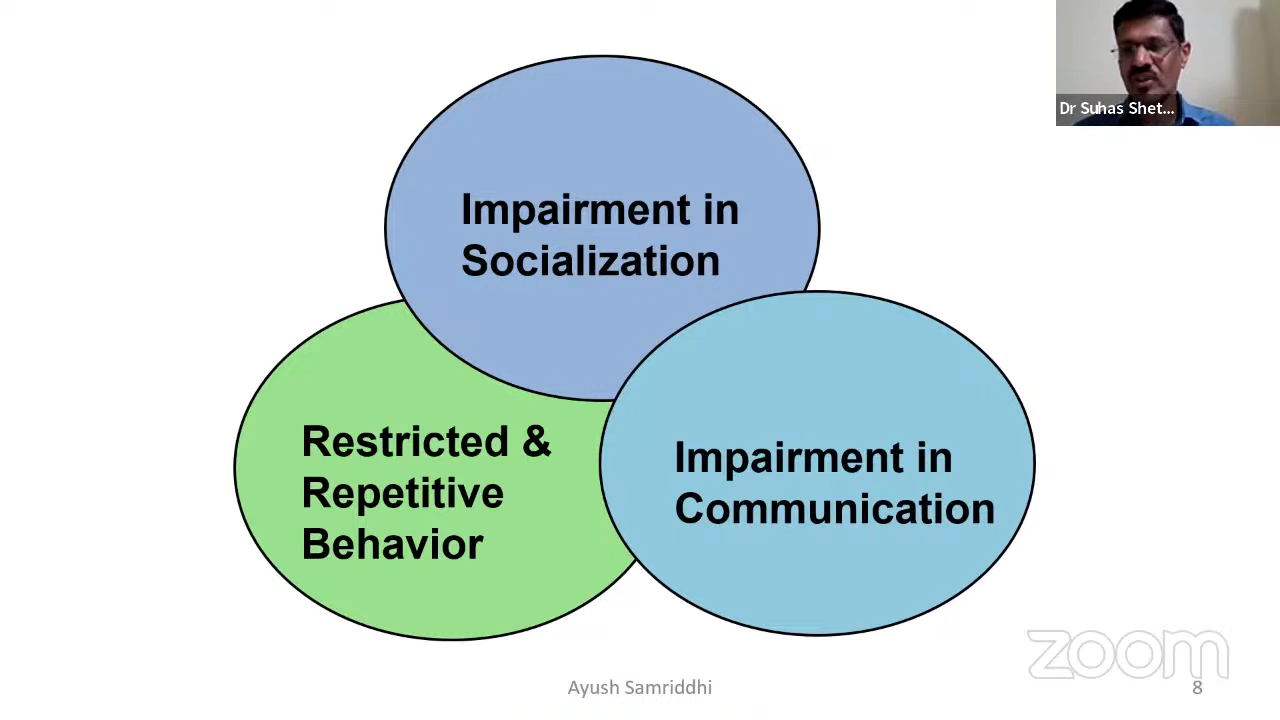 Dr Suhas Shet...
Impairment in
Socialization
Restricted &
Repetitive
Behavior
Impairment in
Communication
zoom
Ayush Samriddhi
8